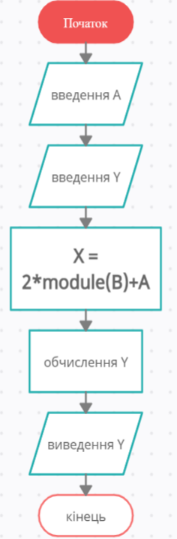 Початок
введення А
введення Y
X =
2*module(B)+A
обчислення Y
виведення Y
кінець